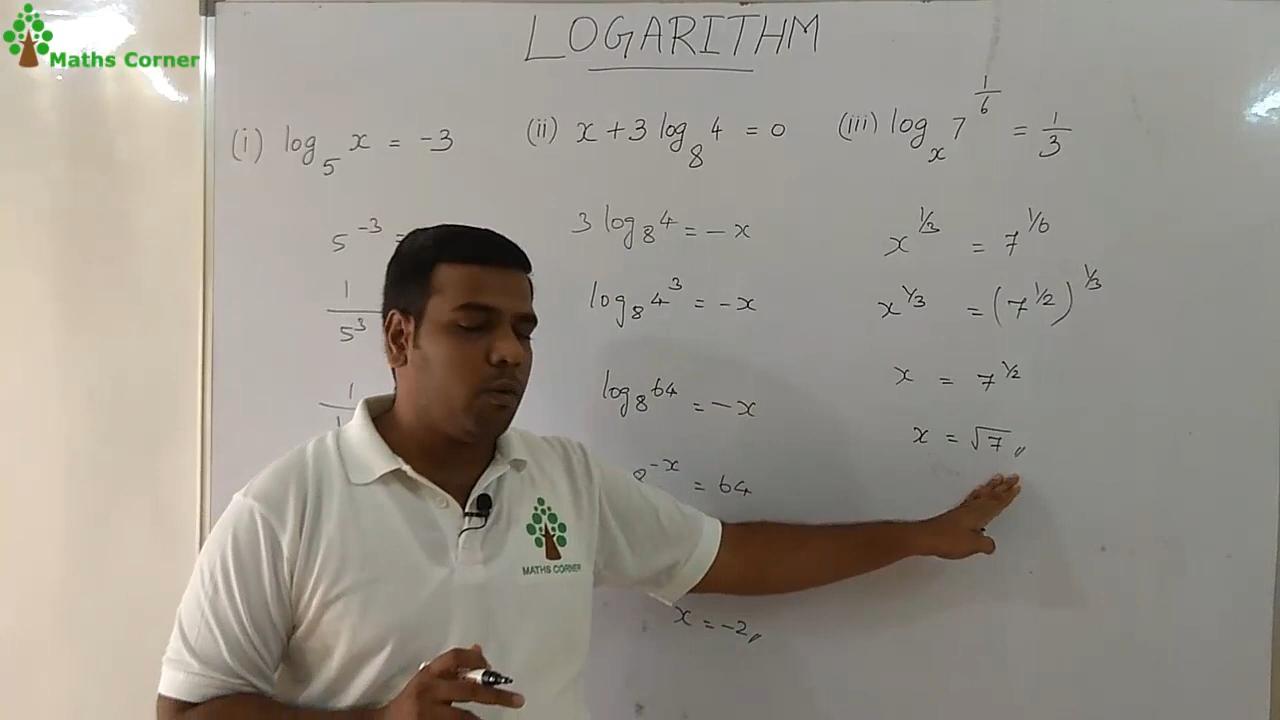 Maths Corner
LOGARITHM
(i) log₅ x = -3
5⁻³ =
1/5³
1
(ii) x + 3 log₈ 4 = 0
3 log₈ 4 = -x
log₈ 4³ = -x
log₈ 64 = -x
8⁻ˣ = 64
x = -2,,
(iii) logₓ 7^(1/6) = 1/3
x^(1/3) = 7^(1/6)
x^(1/3) = (7^(1/2))^(1/3)
x = 7^(1/2)
x = √7,,
MATHS CORNER